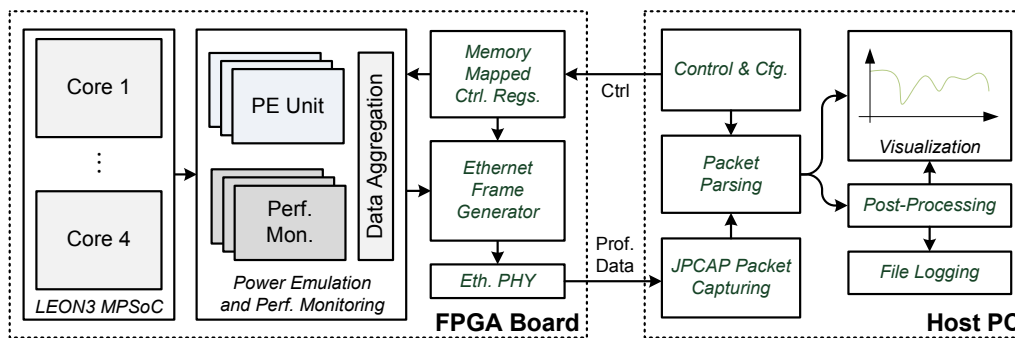 Core 1
⋮
Core 4
LEON3 MPSoC
PE Unit
Perf.
Mon.
Data Aggregation
Power Emulation
and Perf. Monitoring
Memory
Mapped
Ctrl. Regs.
Ethernet
Frame
Generator
Eth. PHY
FPGA Board
Ctrl
Prof.
Data
Control & Cfg.
Packet
Parsing
JPCAP Packet
Capturing
Visualization
Post-Processing
File Logging
Host PC